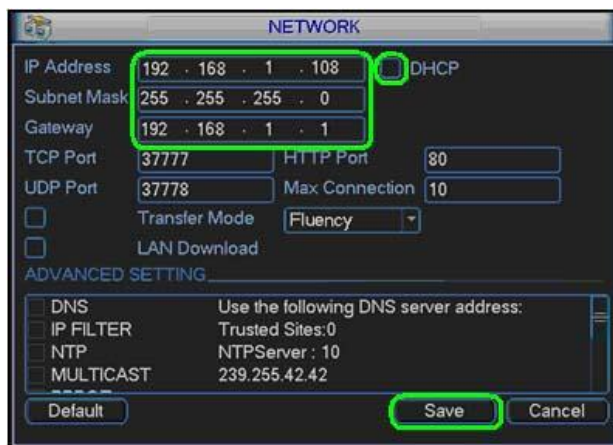 NETWORK
IP Address 192 . 168 . 1 . 108 DHCP
Subnet Mask 255 . 255 . 255 . 0
Gateway 192 . 168 . 1 . 1
TCP Port 37777 HTTP Port 80
UDP Port 37778 Max Connection 10
Transfer Mode Fluency
LAN Download
ADVANCED SETTING
DNS Use the following DNS server address:
IP FILTER Trusted Sites:0
NTP NTPServer : 10
MULTICAST 239.255.42.42
Default Save Cancel